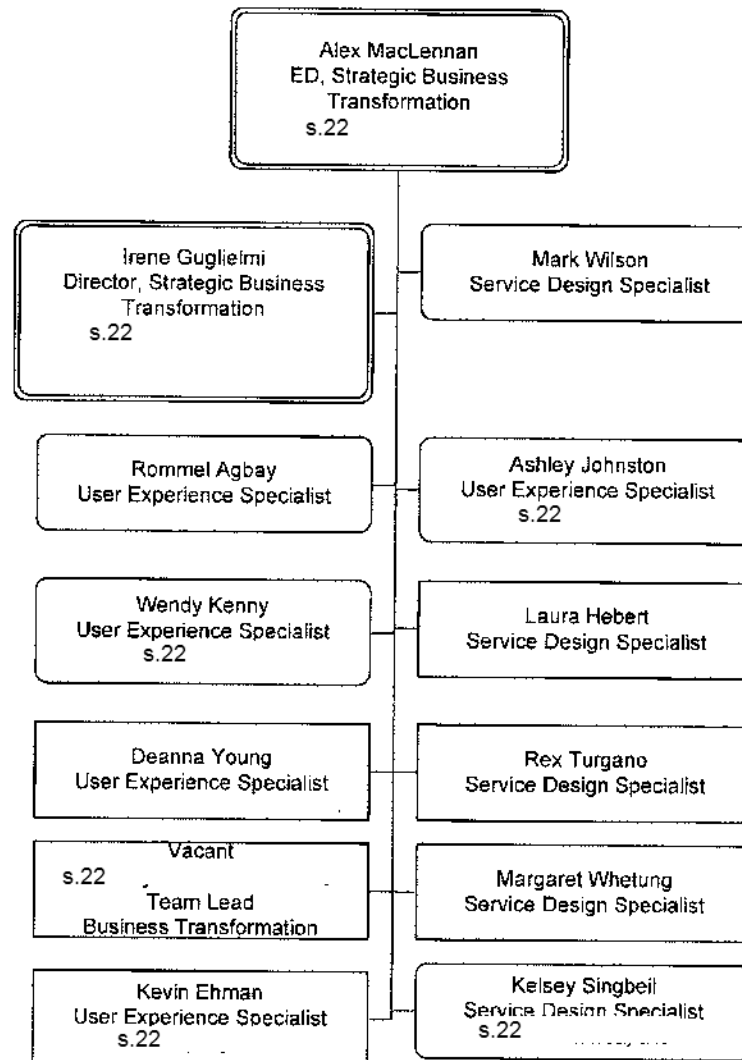 Alex MacLennan
ED, Strategic Business
Transformation
s.22
Irene Guglielmi
Director, Strategic Business
Transformation
s.22
Mark Wilson
Service Design Specialist
Rommel Agbay
User Experience Specialist
Ashley Johnston
User Experience Specialist
s.22
Wendy Kenny
User Experience Specialist
s.22
Laura Hebert
Service Design Specialist
Deanna Young
User Experience Specialist
Rex Turgano
Service Design Specialist
Vacant
s.22
Team Lead
Business Transformation
Margaret Whetung
Service Design Specialist
Kevin Ehman
User Experience Specialist
s.22
Kelsey Singbeil
Service Design Specialist
s.22